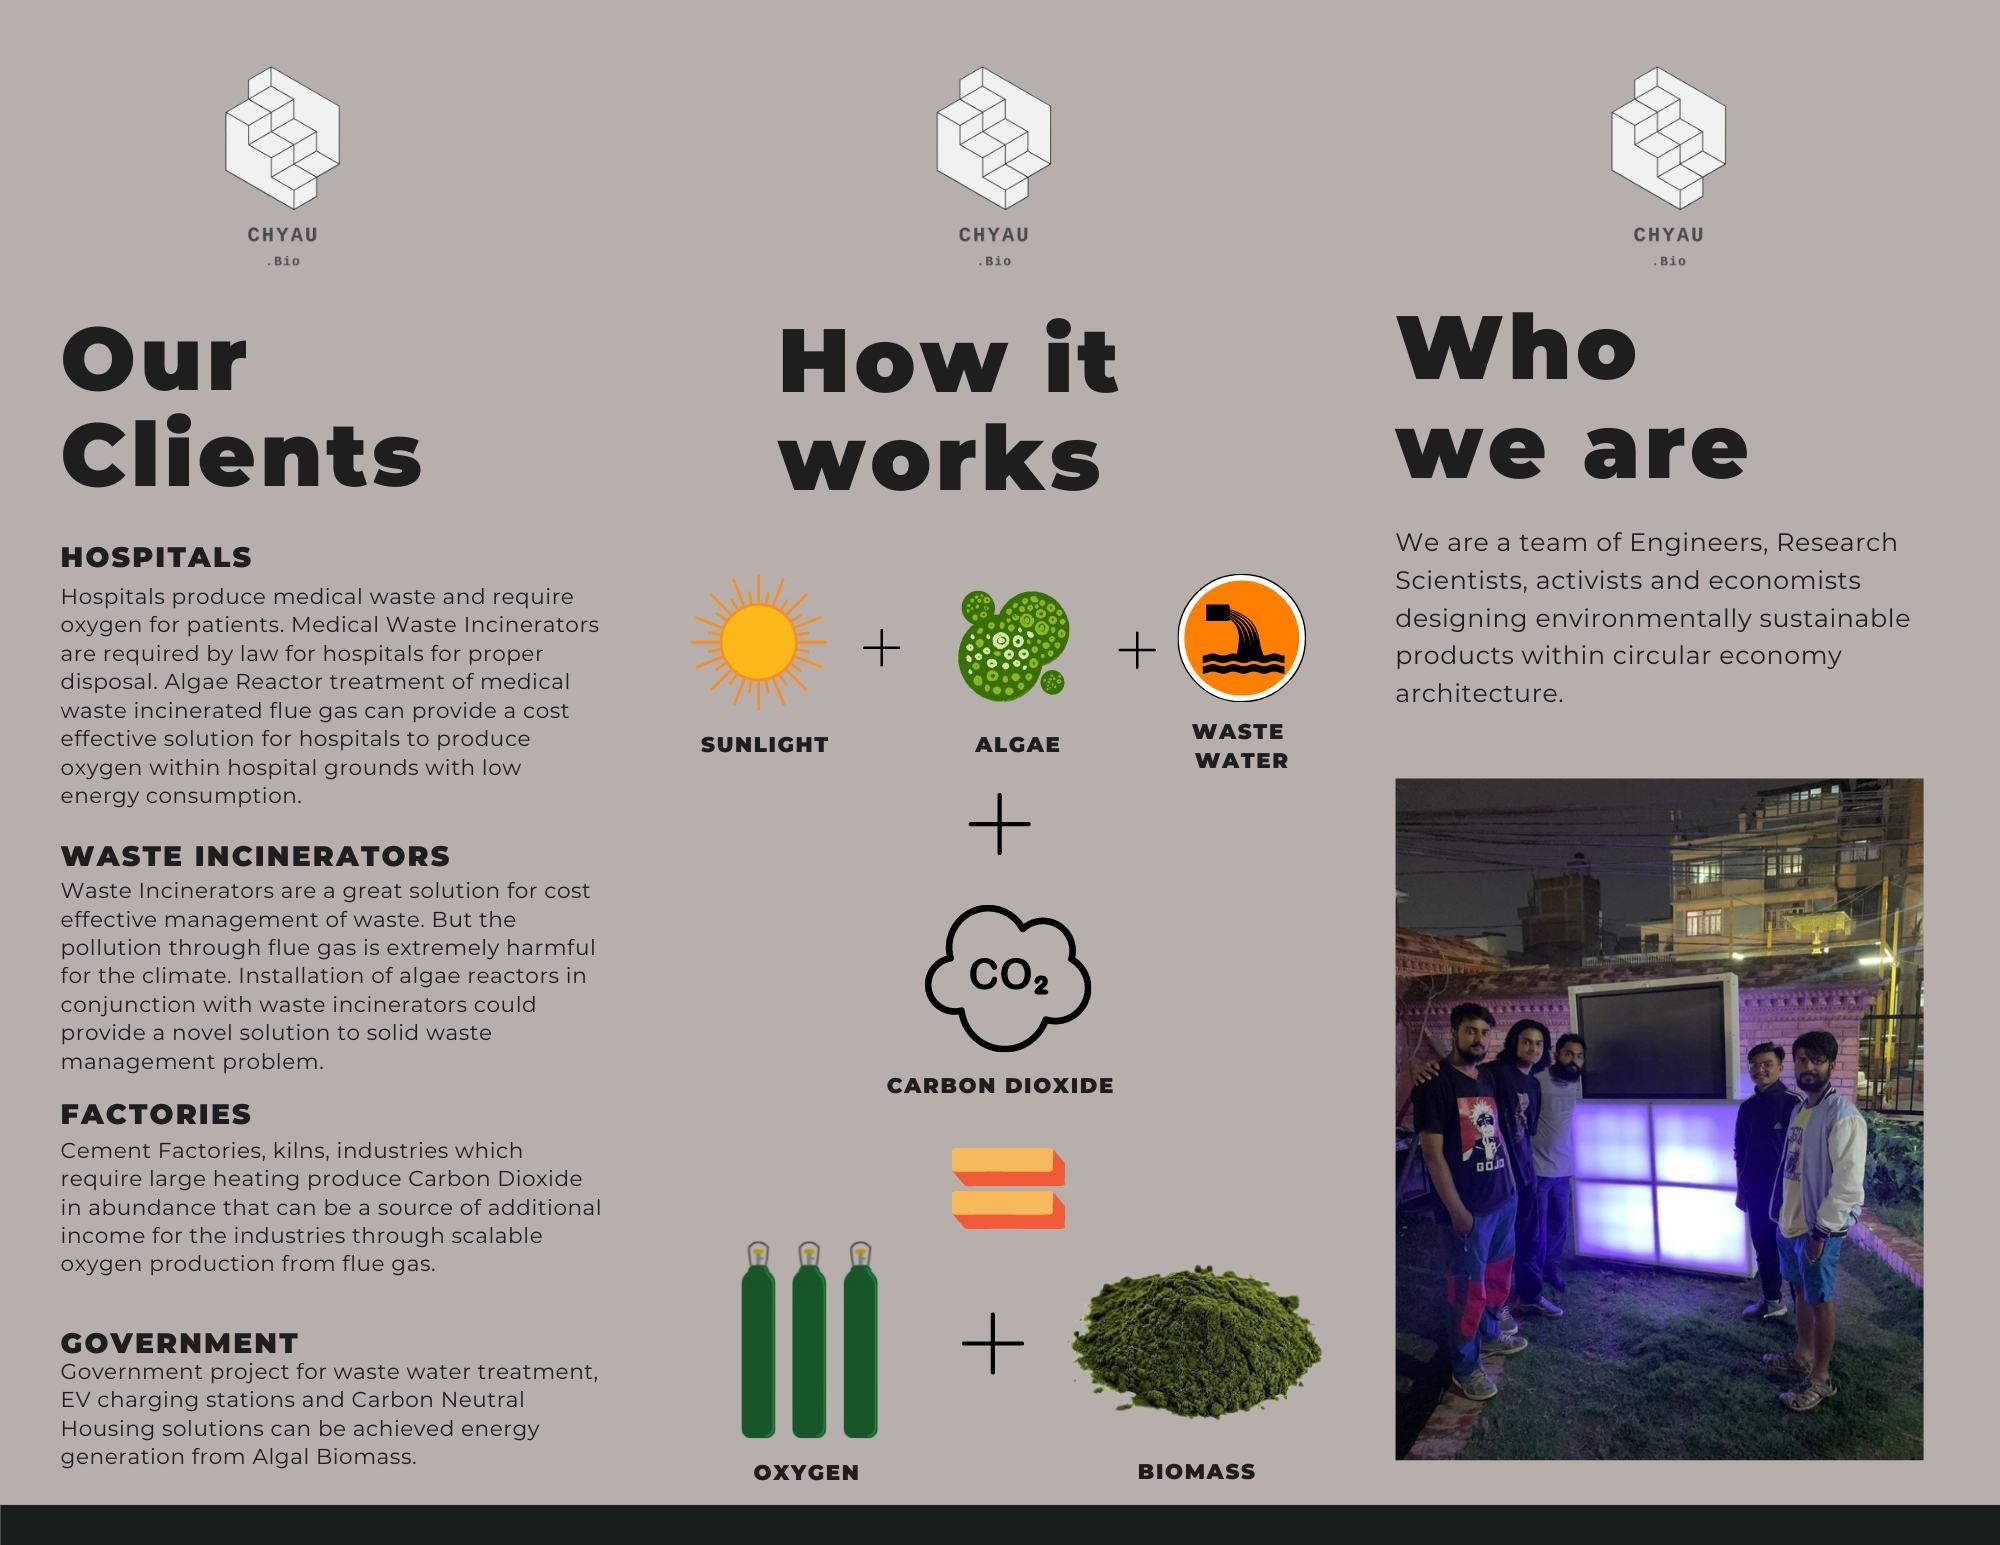 CHYAU
.Bio
Our
Clients
HOSPITALS
Hospitals produce medical waste and require
oxygen for patients. Medical Waste Incinerators
are required by law for hospitals for proper
disposal. Algae Reactor treatment of medical
waste incinerated flue gas can provide a cost
effective solution for hospitals to produce
oxygen within hospital grounds with low
energy consumption.
WASTE INCINERATORS
Waste Incinerators are a great solution for cost
effective management of waste. But the
pollution through flue gas is extremely harmful
for the climate. Installation of algae reactors in
conjunction with waste incinerators could
provide a novel solution to solid waste
management problem.
FACTORIES
Cement Factories, kilns, industries which
require large heating produce Carbon Dioxide
in abundance that can be a source of additional
income for the industries through scalable
oxygen production from flue gas.
GOVERNMENT
Government project for waste water treatment,
EV charging stations and Carbon Neutral
Housing solutions can be achieved energy
generation from Algal Biomass.
CHYAU
.Bio
How it
works
SUNLIGHT
ALGAE
WASTE
WATER
CO₂
CARBON DIOXIDE
OXYGEN
BIOMASS
CHYAU
.Bio
Who
we are
We are a team of Engineers, Research
Scientists, activists and economists
designing environmentally sustainable
products within circular economy
architecture.
GOJO